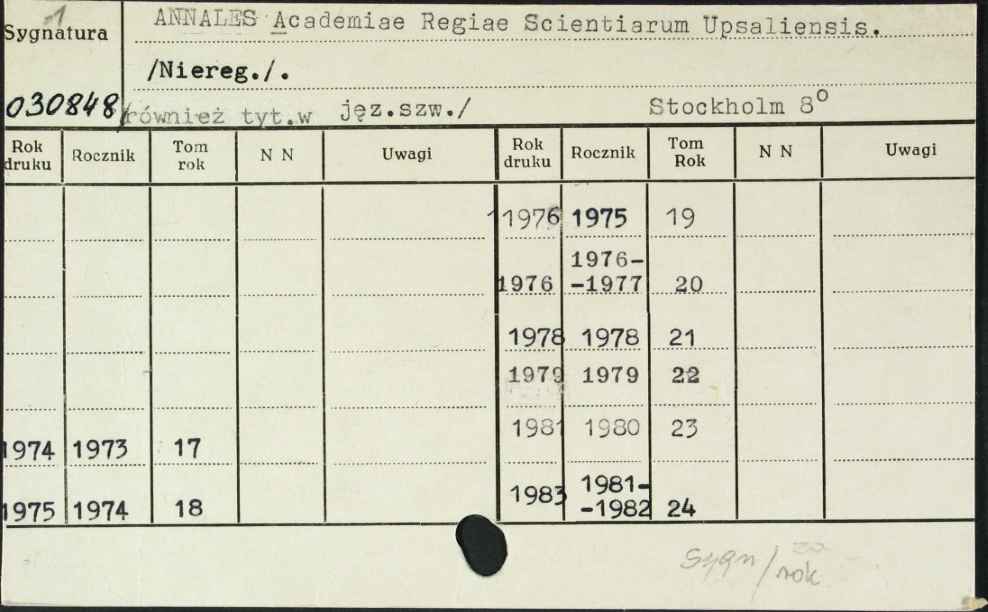 Sygnatura
ANNALES Academiae Regiae Scientiarum Upsaliensis.
/Niereg./.
030848
/również tyt.w jęz.szw./ Stockholm 8º
Rok druku Rocznik Tom rok N N Uwagi Rok druku Rocznik Tom Rok N N Uwagi
1976 1975 19
1976 1976-
-1977 20
1978 1978 21
1979 1979 22
1981 1980 23
1974 1973 17
1983 1981-
-1982 24
1975 1974 18
Sygn/rok